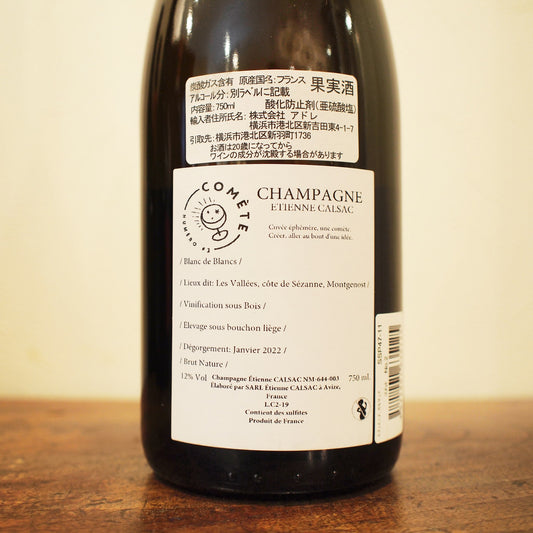 炭酸ガス含有 原産国名:フランス 果実酒
アルコール分:別ラベルに記載
内容量:750ml 酸化防止剤(亜硫酸塩)
輸入者住所氏名:株式会社 アドレ
横浜市港北区新吉田東4-1-7
引取先:横浜市港北区新羽町1736
お酒は20歳になってから
ワインの成分が沈殿する場合があります
COMÈTE
CHAMPAGNE
ETIENNE CALSAC
Cuvée éphémère, une comète.
Créer, aller au bout d'une idée.
/ Blanc de Blancs /
/ Lieux dit: Les Vallées, côte de Sézanne, Montgenost /
/ Vinification sous Bois /
/ Elevage sous bouchon liège /
/ Dégorgement: Janvier 2022 /
/ Brut Nature /
12% Vol Champagne Étienne CALSAC NM-644-003 750 mL
Élaboré par SARL Étienne CALSAC à Avize,
France
L.C2-19
Contient des sulfites
Produit de France
SSP47-11